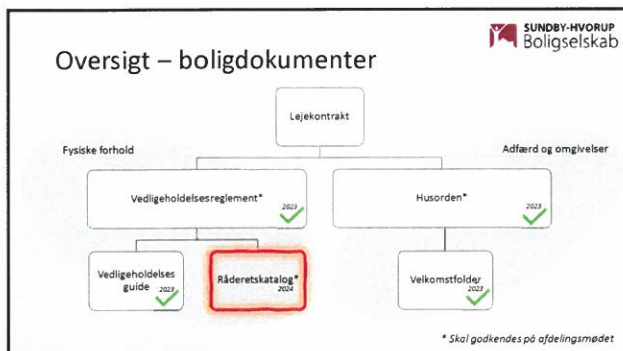 SUNDBY-HVORUP
Boligselskab
Oversigt – boligdokumenter
Lejekontrakt
Fysiske forhold
Adfærd og omgivelser
Vedligeholdelsesreglement*
2023
Husorden*
2023
Vedligeholdelses
guide
2023
Råderetskatalog*
2024
Velkomstfolder
2023
* Skal godkendes på afdelingsmødet